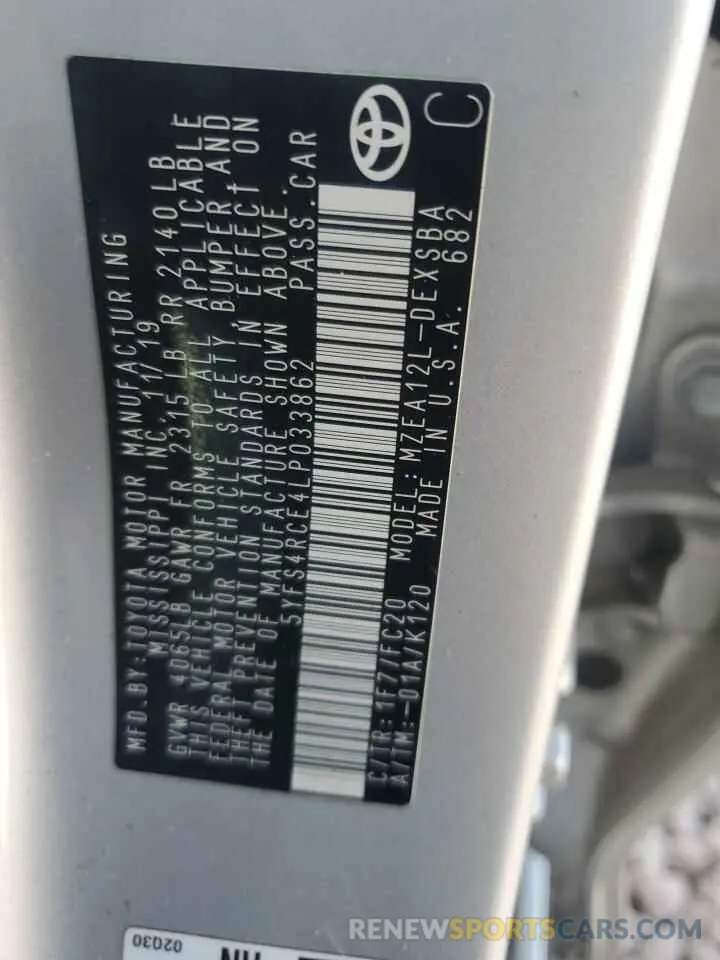 MFD.BY:TOYOTA MOTOR MANUFACTURING
MISSISSIPPI INC. 11/19
GVWR 4065LB GAWR FR 2315LB RR 2140LB
THIS VEHICLE CONFORMS TO ALL APPLICABLE
FEDERAL MOTOR VEHICLE SAFETY, BUMPER, AND
THEFT PREVENTION STANDARDS IN EFFECT ON
THE DATE OF MANUFACTURE SHOWN ABOVE.
5YFS4RCE4LP033862 PASS.CAR
C/TR:1F7/FC20 MODEL:MZEA12L-DEXSBA
A/TM:-01A/K120 MADE IN U.S.A. 682
C
02Q30
RENEWSPORTSCARS.COM